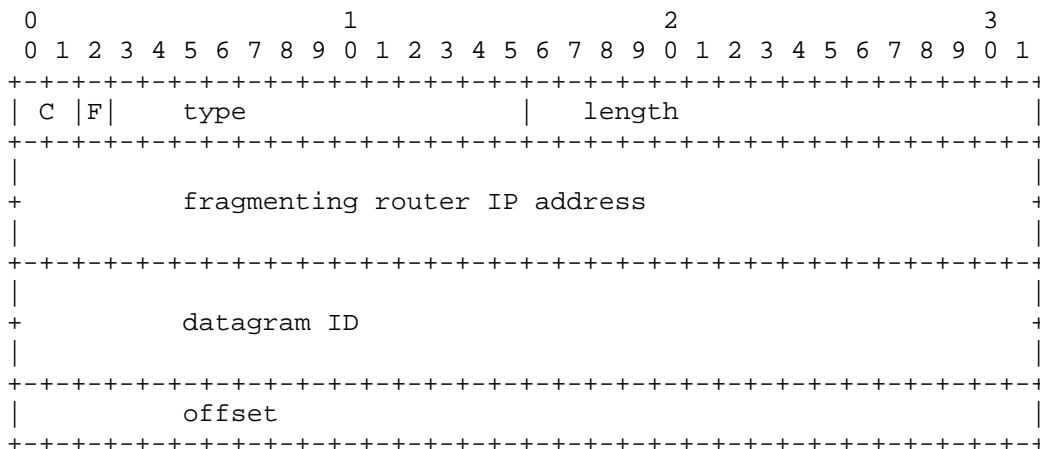 0                   1                   2                   3
 0 1 2 3 4 5 6 7 8 9 0 1 2 3 4 5 6 7 8 9 0 1 2 3 4 5 6 7 8 9 0 1
+-+-+-+-+-+-+-+-+-+-+-+-+-+-+-+-+-+-+-+-+-+-+-+-+-+-+-+-+-+-+-+-+
| C |F|    type                 |   length                      |
+-+-+-+-+-+-+-+-+-+-+-+-+-+-+-+-+-+-+-+-+-+-+-+-+-+-+-+-+-+-+-+-+
|                                                               |
+          fragmenting router IP address                        +
|                                                               |
+-+-+-+-+-+-+-+-+-+-+-+-+-+-+-+-+-+-+-+-+-+-+-+-+-+-+-+-+-+-+-+-+
|                                                               |
+          datagram ID                                          +
|                                                               |
+-+-+-+-+-+-+-+-+-+-+-+-+-+-+-+-+-+-+-+-+-+-+-+-+-+-+-+-+-+-+-+-+
|          offset                                               |
+-+-+-+-+-+-+-+-+-+-+-+-+-+-+-+-+-+-+-+-+-+-+-+-+-+-+-+-+-+-+-+-+